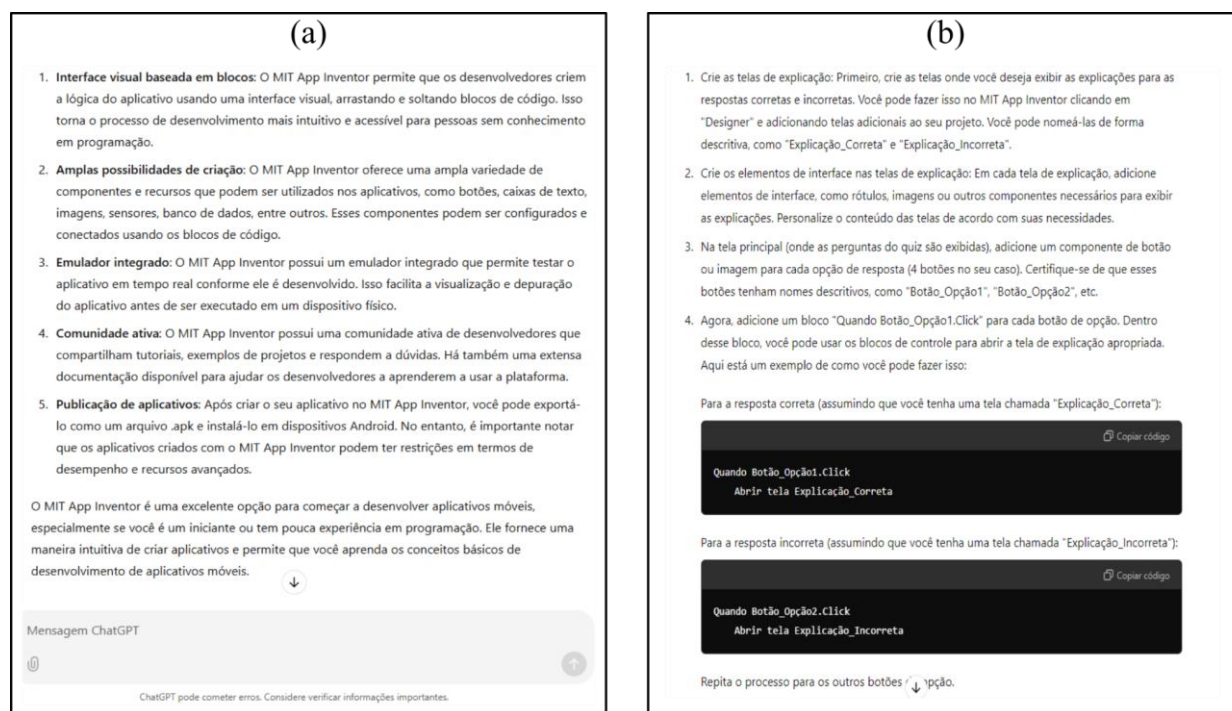 (a)
1. Interface visual baseada em blocos: O MIT App Inventor permite que os desenvolvedores criem
a lógica do aplicativo usando uma interface visual, arrastando e soltando blocos de código. Isso
torna o processo de desenvolvimento mais intuitivo e acessível para pessoas sem conhecimento
em programação.
2. Amplas possibilidades de criação: O MIT App Inventor oferece uma ampla variedade de
componentes e recursos que podem ser utilizados nos aplicativos, como botões, caixas de texto,
imagens, sensores, banco de dados, entre outros. Esses componentes podem ser configurados e
conectados usando os blocos de código.
3. Emulador integrado: O MIT App Inventor possui um emulador integrado que permite testar o
aplicativo em tempo real conforme ele é desenvolvido. Isso facilita a visualização e depuração
do aplicativo antes de ser executado em um dispositivo físico.
4. Comunidade ativa: O MIT App Inventor possui uma comunidade ativa de desenvolvedores que
compartilham tutoriais, exemplos de projetos e respondem a dúvidas. Há também uma extensa
documentação disponível para ajudar os desenvolvedores a aprenderem a usar a plataforma.
5. Publicação de aplicativos: Após criar o seu aplicativo no MIT App Inventor, você pode exportá-
lo como um arquivo .apk e instalá-lo em dispositivos Android. No entanto, é importante notar
que os aplicativos criados com o MIT App Inventor podem ter restrições em termos de
desempenho e recursos avançados.
O MIT App Inventor é uma excelente opção para começar a desenvolver aplicativos móveis,
especialmente se você é um iniciante ou tem pouca experiência em programação. Ele fornece uma
maneira intuitiva de criar aplicativos e permite que você aprenda os conceitos básicos de
desenvolvimento de aplicativos móveis.
Mensagem ChatGPT
ChatGPT pode cometer erros. Considere verificar informações importantes.
(b)
1. Crie as telas de explicação: Primeiro, crie as telas onde você deseja exibir as explicações para as
respostas corretas e incorretas. Você pode fazer isso no MIT App Inventor clicando em
"Designer" e adicionando telas adicionais ao seu projeto. Você pode nomeá-las de forma
descritiva, como "Explicação_Correta" e "Explicação_Incorreta".
2. Crie os elementos de interface nas telas de explicação: Em cada tela de explicação, adicione
elementos de interface, como rótulos, imagens ou outros componentes necessários para exibir
as explicações. Personalize o conteúdo das telas de acordo com suas necessidades.
3. Na tela principal (onde as perguntas do quiz são exibidas), adicione um componente de botão
ou imagem para cada opção de resposta (4 botões no seu caso). Certifique-se de que esses
botões tenham nomes descritivos, como "Botão_Opção1", "Botão_Opção2", etc.
4. Agora, adicione um bloco "Quando Botão_Opção1.Click" para cada botão de opção. Dentro
desse bloco, você pode usar os blocos de controle para abrir a tela de explicação apropriada.
Aqui está um exemplo de como você pode fazer isso:
Para a resposta correta (assumindo que você tenha uma tela chamada "Explicação_Correta"):
Copiar código
Quando Botão_Opção1.Click
Abrir tela Explicação_Correta
Para a resposta incorreta (assumindo que você tenha uma tela chamada "Explicação_Incorreta"):
Copiar código
Quando Botão_Opção2.Click
Abrir tela Explicação_Incorreta
Repita o processo para os outros botões opção.